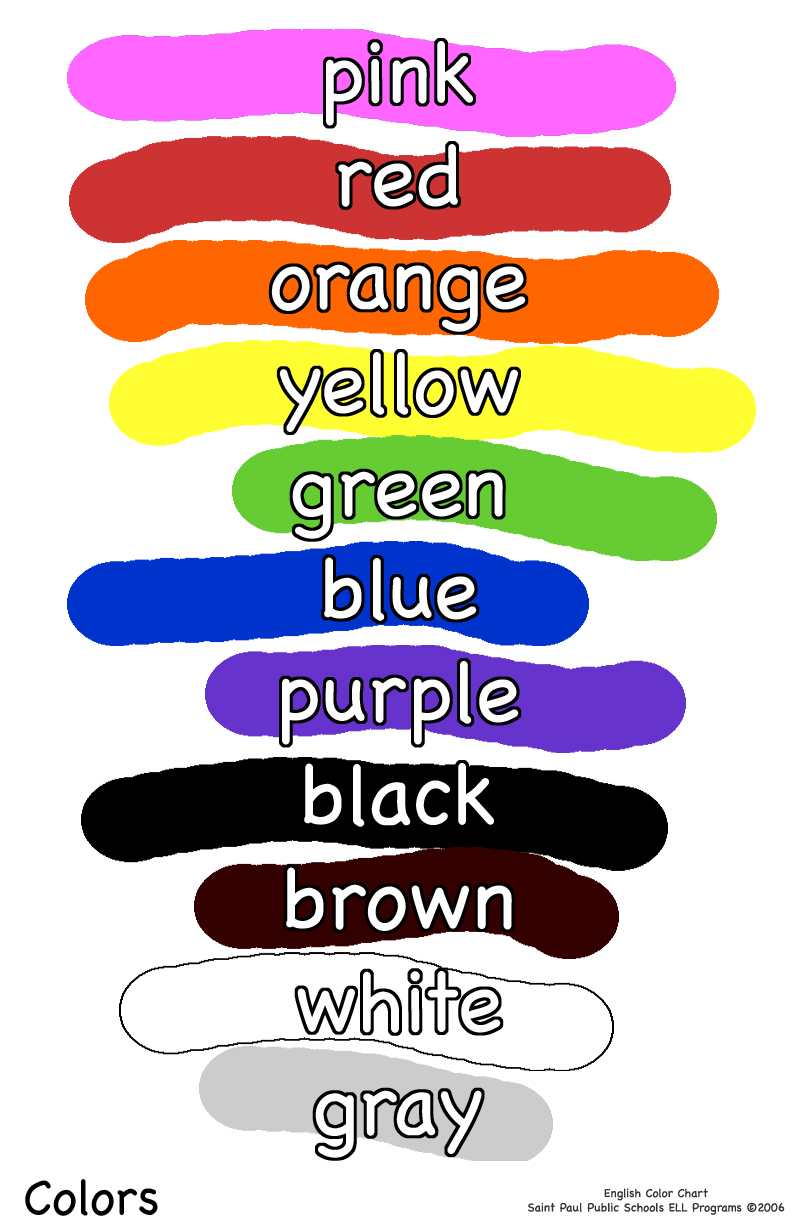 pink
red
orange
yellow
green
blue
purple
black
brown
white
gray
Colors
English Color Chart
Saint Paul Public Schools ELL Programs ©2006